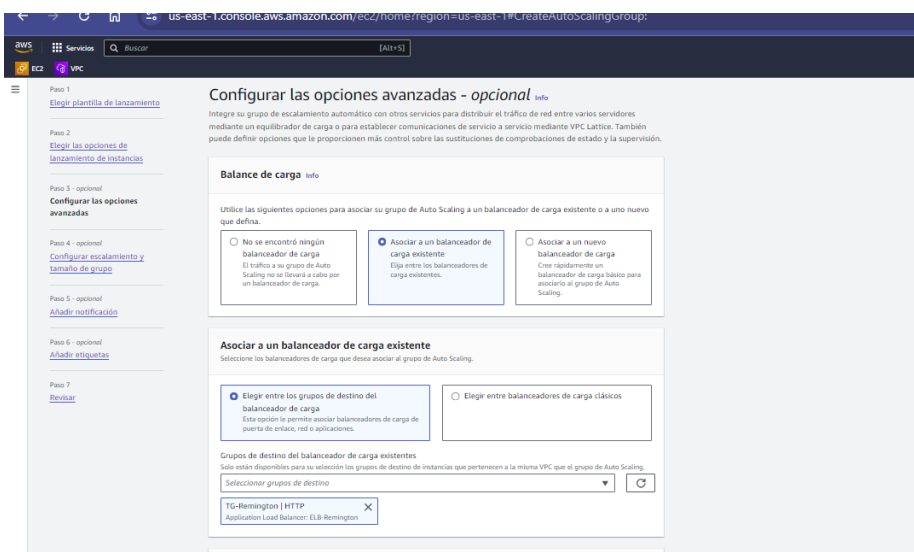 us-east-1.console.aws.amazon.com/ec2/home?region=us-east-1#CreateAutoScalingGroup:
aws
Servicios
Buscar
[Alt+S]
EC2
VPC
Paso 1
Elegir plantilla de lanzamiento
Paso 2
Elegir las opciones de
lanzamiento de instancias
Paso 3 - opcional
Configurar las opciones
avanzadas
Paso 4 - opcional
Configurar escalamiento y
tamaño de grupo
Paso 5 - opcional
Añadir notificación
Paso 6 - opcional
Añadir etiquetas
Paso 7
Revisar
Configurar las opciones avanzadas - opcional Info
Integre su grupo de escalamiento automático con otros servicios para distribuir el tráfico de red entre varios servidores
mediante un equilibrador de carga o para establecer comunicaciones de servicio a servicio mediante VPC Lattice. También
puede definir opciones que le proporcionen más control sobre las sustituciones de comprobaciones de estado y la supervisión.
Balance de carga Info
Utilice las siguientes opciones para asociar su grupo de Auto Scaling a un balanceador de carga existente o a uno nuevo
que defina.
No se encontró ningún
balanceador de carga
El tráfico a su grupo de Auto
Scaling no se llevará a cabo por
un balanceador de carga.
Asociar a un balanceador de
carga existente
Elija entre los balanceadores de
carga existentes.
Asociar a un nuevo
balanceador de carga
Cree rápidamente un
balanceador de carga básico para
asociarlo al grupo de Auto
Scaling.
Asociar a un balanceador de carga existente
Seleccione los balanceadores de carga que desea asociar al grupo de Auto Scaling.
Elegir entre los grupos de destino del
balanceador de carga
Esta opción le permite asociar balanceadores de carga de
puerta de enlace, red o aplicaciones.
Elegir entre balanceadores de carga clásicos
Grupos de destino del balanceador de carga existentes
Solo están disponibles para su selección los grupos de destino de instancias que pertenecen a la misma VPC que el grupo de Auto Scaling.
Seleccionar grupos de destino
TG-Remington | HTTP
Application Load Balancer: ELB-Remington